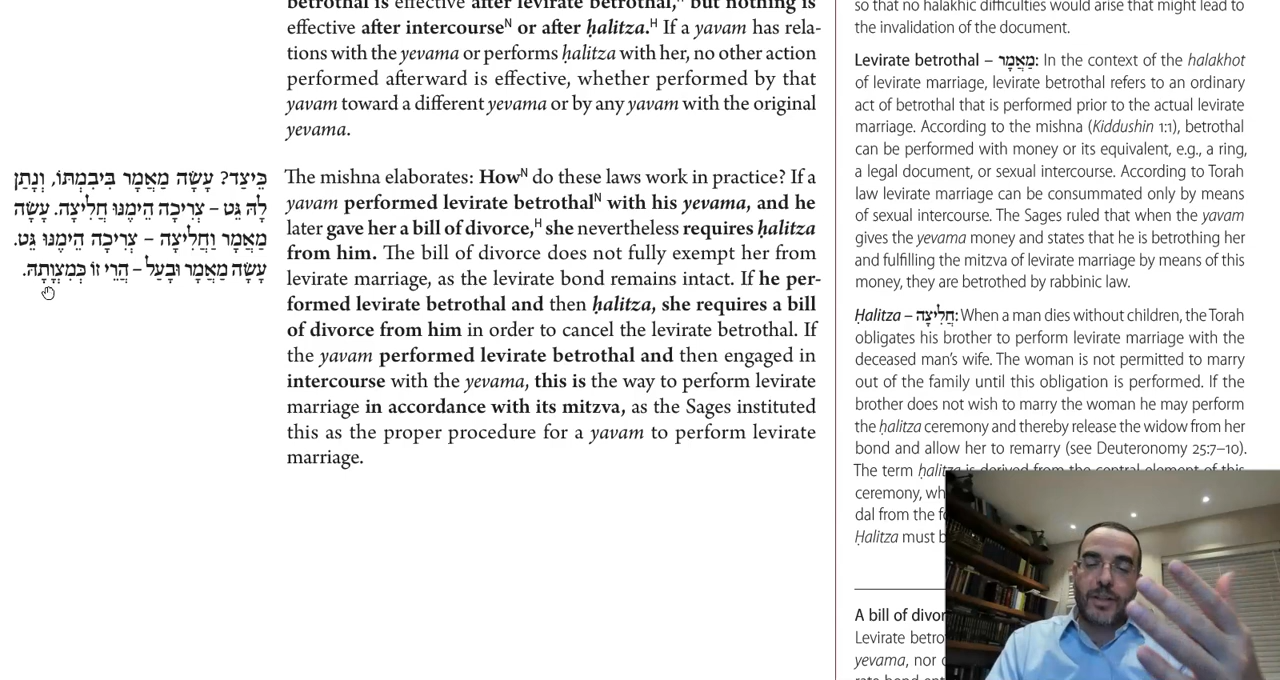 betrothal is effective after levirate betrothal, but nothing is
effective after intercourseᴺ or after ḥalitza.ᴴ If a yavam has rela-
tions with the yevama or performs ḥalitza with her, no other action
performed afterward is effective, whether performed by that
yavam toward a different yevama or by any yavam with the original
yevama.
כֵּיצַד? עָשָׂה מַאֲמָר בִּיבִמְתּוֹ, וְנָתַן
לָהּ גֵּט – צְרִיכָה הֵימֶנּוּ חֲלִיצָה. עָשָׂה
מַאֲמָר וַחֲלִיצָה – צְרִיכָה הֵימֶנּוּ גֵּט.
עָשָׂה מַאֲמָר וּבָעַל – הֲרֵי זוֹ כְּמִצְוָתָהּ.
The mishna elaborates: Howᴺ do these laws work in practice? If a
yavam performed levirate betrothalᴺ with his yevama, and he
later gave her a bill of divorce,ᴴ she nevertheless requires ḥalitza
from him. The bill of divorce does not fully exempt her from
levirate marriage, as the levirate bond remains intact. If he per-
formed levirate betrothal and then ḥalitza, she requires a bill
of divorce from him in order to cancel the levirate betrothal. If
the yavam performed levirate betrothal and then engaged in
intercourse with the yevama, this is the way to perform levirate
marriage in accordance with its mitzva, as the Sages instituted
this as the proper procedure for a yavam to perform levirate
marriage.
so that no halakhic difficulties would arise that might lead to
the invalidation of the document.
Levirate betrothal – מַאֲמָר: In the context of the halakhot
of levirate marriage, levirate betrothal refers to an ordinary
act of betrothal that is performed prior to the actual levirate
marriage. According to the mishna (Kiddushin 1:1), betrothal
can be performed with money or its equivalent, e.g., a ring,
a legal document, or sexual intercourse. According to Torah
law levirate marriage can be consummated only by means
of sexual intercourse. The Sages ruled that when the yavam
gives the yevama money and states that he is betrothing her
and fulfilling the mitzva of levirate marriage by means of this
money, they are betrothed by rabbinic law.
Ḥalitza – חֲלִיצָה: When a man dies without children, the Torah
obligates his brother to perform levirate marriage with the
deceased man's wife. The woman is not permitted to marry
out of the family until this obligation is performed. If the
brother does not wish to marry the woman he may perform
the ḥalitza ceremony and thereby release the widow from her
bond and allow her to remarry (see Deuteronomy 25:7–10).
The term ḥalitza is derived from the central element of this
ceremony, wh
dal from the f
Ḥalitza must b
A bill of divor
Levirate betro
yevama, nor